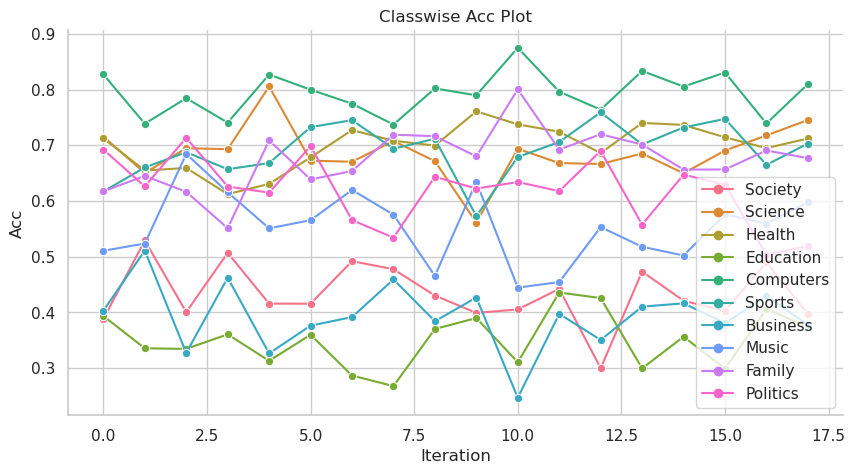 Classwise Acc Plot
0.9
0.8
0.7
0.6
0.5
0.4
0.3
Acc
0.0
2.5
5.0
7.5
10.0
12.5
15.0
17.5
Iteration
Society
Science
Health
Education
Computers
Sports
Business
Music
Family
Politics